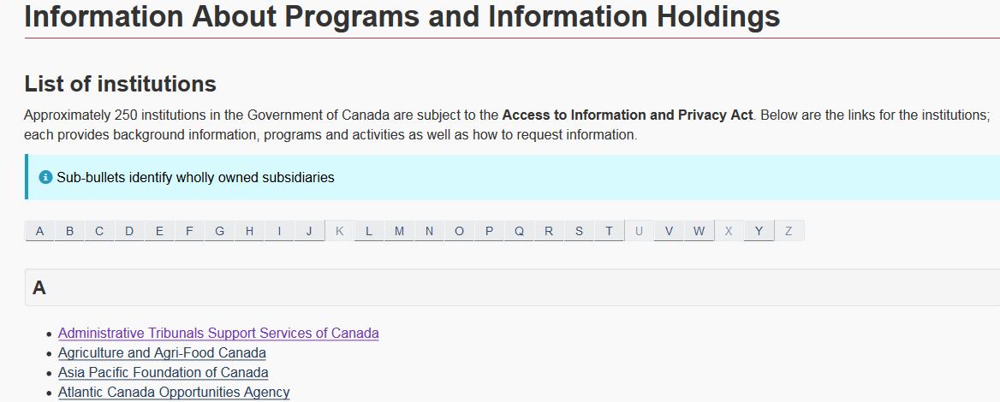 Information About Programs and Information Holdings
List of institutions
Approximately 250 institutions in the Government of Canada are subject to the Access to Information and Privacy Act. Below are the links for the institutions;
each provides background information, programs and activities as well as how to request information.
Sub-bullets identify wholly owned subsidiaries
A B C D E F G H I J K L M N O P Q R S T U V W X Y Z
A
Administrative Tribunals Support Services of Canada
Agriculture and Agri-Food Canada
Asia Pacific Foundation of Canada
Atlantic Canada Opportunities Agency